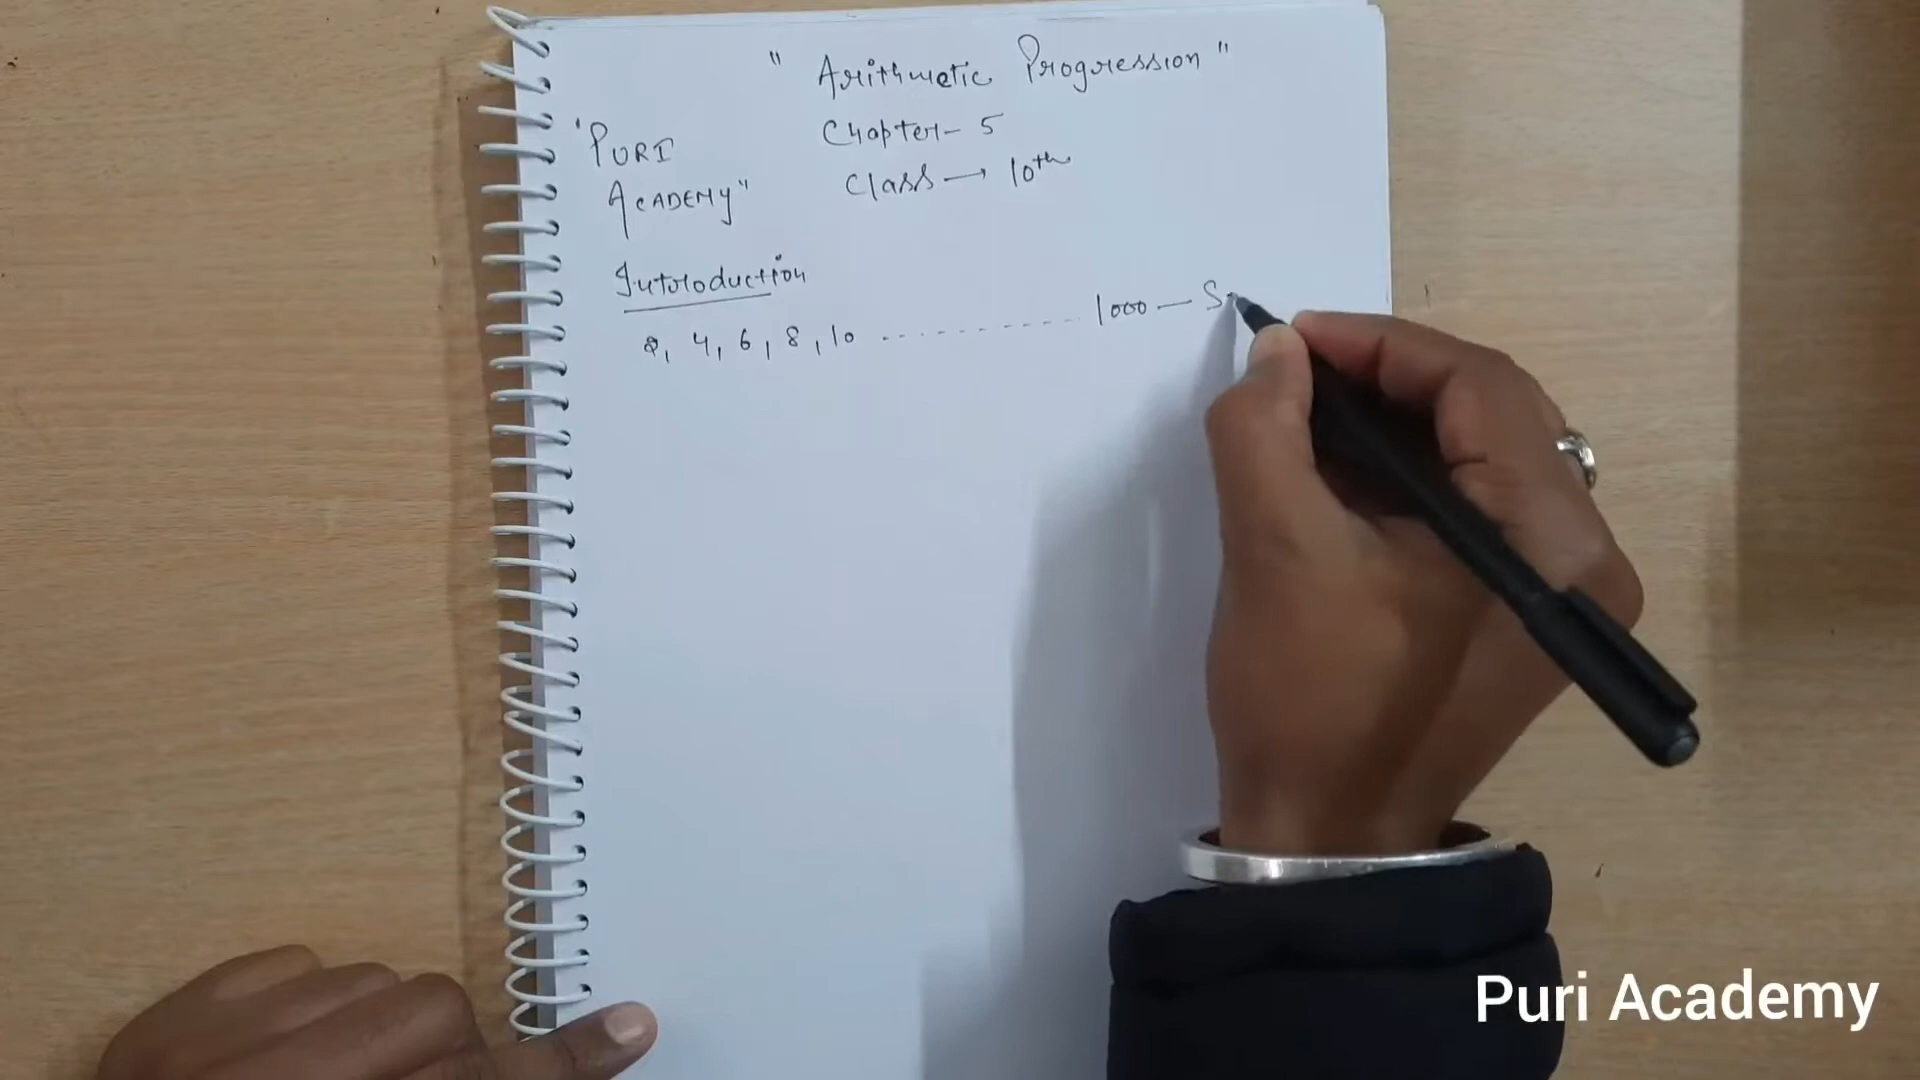 " Arithmetic Progression "
'PURI
ACADEMY"
Chapter- 5
Class → 10th
Introduction
2, 4, 6, 8, 10 ............ 1000 — S
Puri Academy